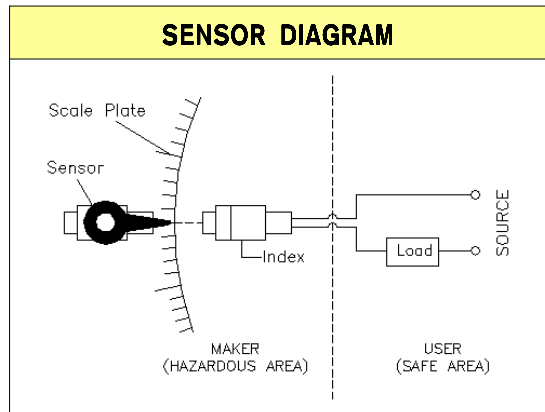 SENSOR DIAGRAM
Scale Plate
Sensor
Index
Load
SOURCE
MAKER
(HAZARDOUS AREA)
USER
(SAFE AREA)